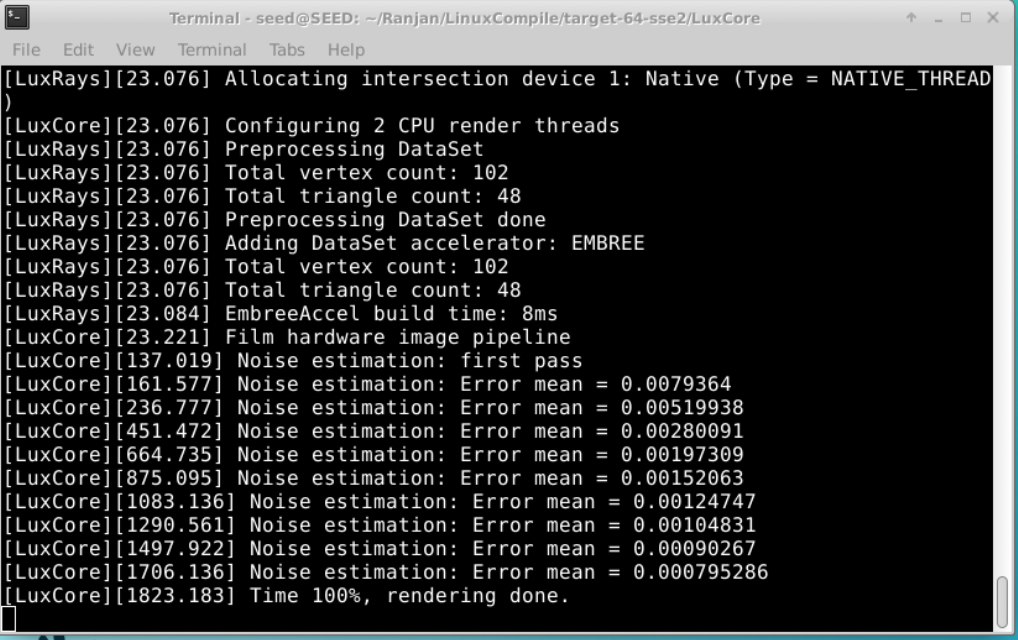 Terminal - seed@SEED: ~/Ranjan/LinuxCompile/target-64-sse2/LuxCore
File Edit View Terminal Tabs Help
[LuxRays][23.076] Allocating intersection device 1: Native (Type = NATIVE_THREAD
)
[LuxCore][23.076] Configuring 2 CPU render threads
[LuxRays][23.076] Preprocessing DataSet
[LuxRays][23.076] Total vertex count: 102
[LuxRays][23.076] Total triangle count: 48
[LuxRays][23.076] Preprocessing DataSet done
[LuxRays][23.076] Adding DataSet accelerator: EMBREE
[LuxRays][23.076] Total vertex count: 102
[LuxRays][23.076] Total triangle count: 48
[LuxRays][23.084] EmbreeAccel build time: 8ms
[LuxCore][23.221] Film hardware image pipeline
[LuxCore][137.019] Noise estimation: first pass
[LuxCore][161.577] Noise estimation: Error mean = 0.0079364
[LuxCore][236.777] Noise estimation: Error mean = 0.00519938
[LuxCore][451.472] Noise estimation: Error mean = 0.00280091
[LuxCore][664.735] Noise estimation: Error mean = 0.00197309
[LuxCore][875.095] Noise estimation: Error mean = 0.00152063
[LuxCore][1083.136] Noise estimation: Error mean = 0.00124747
[LuxCore][1290.561] Noise estimation: Error mean = 0.00104831
[LuxCore][1497.922] Noise estimation: Error mean = 0.00090267
[LuxCore][1706.136] Noise estimation: Error mean = 0.000795286
[LuxCore][1823.183] Time 100%, rendering done.